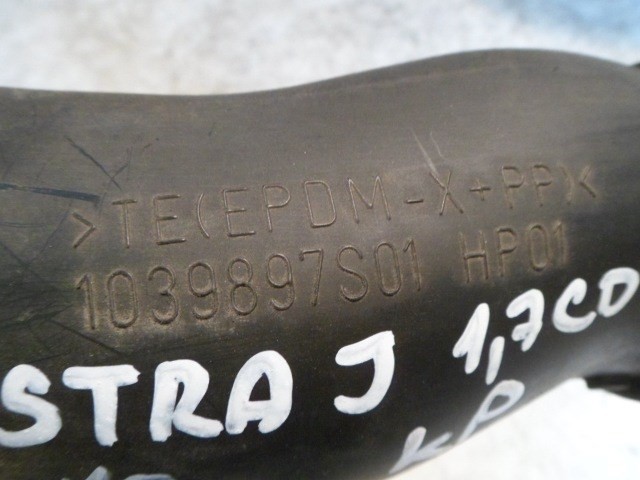 >TE(EPDM-X+PP)<
1039897S01 HP01
STRA J 1,7CD
KP